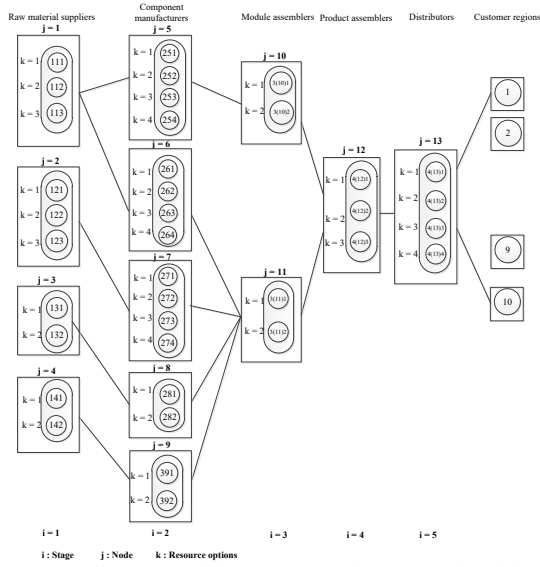 Raw material suppliers
Component manufacturers
Module assemblers
Product assemblers
Distributors
Customer regions
j = 1
k = 1 111
k = 2 112
k = 3 113
j = 2
k = 1 121
k = 2 122
k = 3 123
j = 3
k = 1 131
k = 2 132
j = 4
k = 1 141
k = 2 142
j = 5
k = 1 251
k = 2 252
k = 3 253
k = 4 254
j = 6
k = 1 261
k = 2 262
k = 3 263
k = 4 264
j = 7
k = 1 271
k = 2 272
k = 3 273
k = 4 274
j = 8
k = 1 281
k = 2 282
j = 9
k = 1 391
k = 2 392
j = 10
k = 1 3(10)1
k = 2 3(10)2
j = 11
k = 1 3(11)1
k = 2 3(11)2
j = 12
k = 1 4(12)1
k = 2 4(12)2
k = 3 4(12)3
j = 13
k = 1 4(13)1
k = 2 4(13)2
k = 3 4(13)3
k = 4 4(13)4
1
2
9
10
i = 1
i = 2
i = 3
i = 4
i = 5
i : Stage j : Node k : Resource options